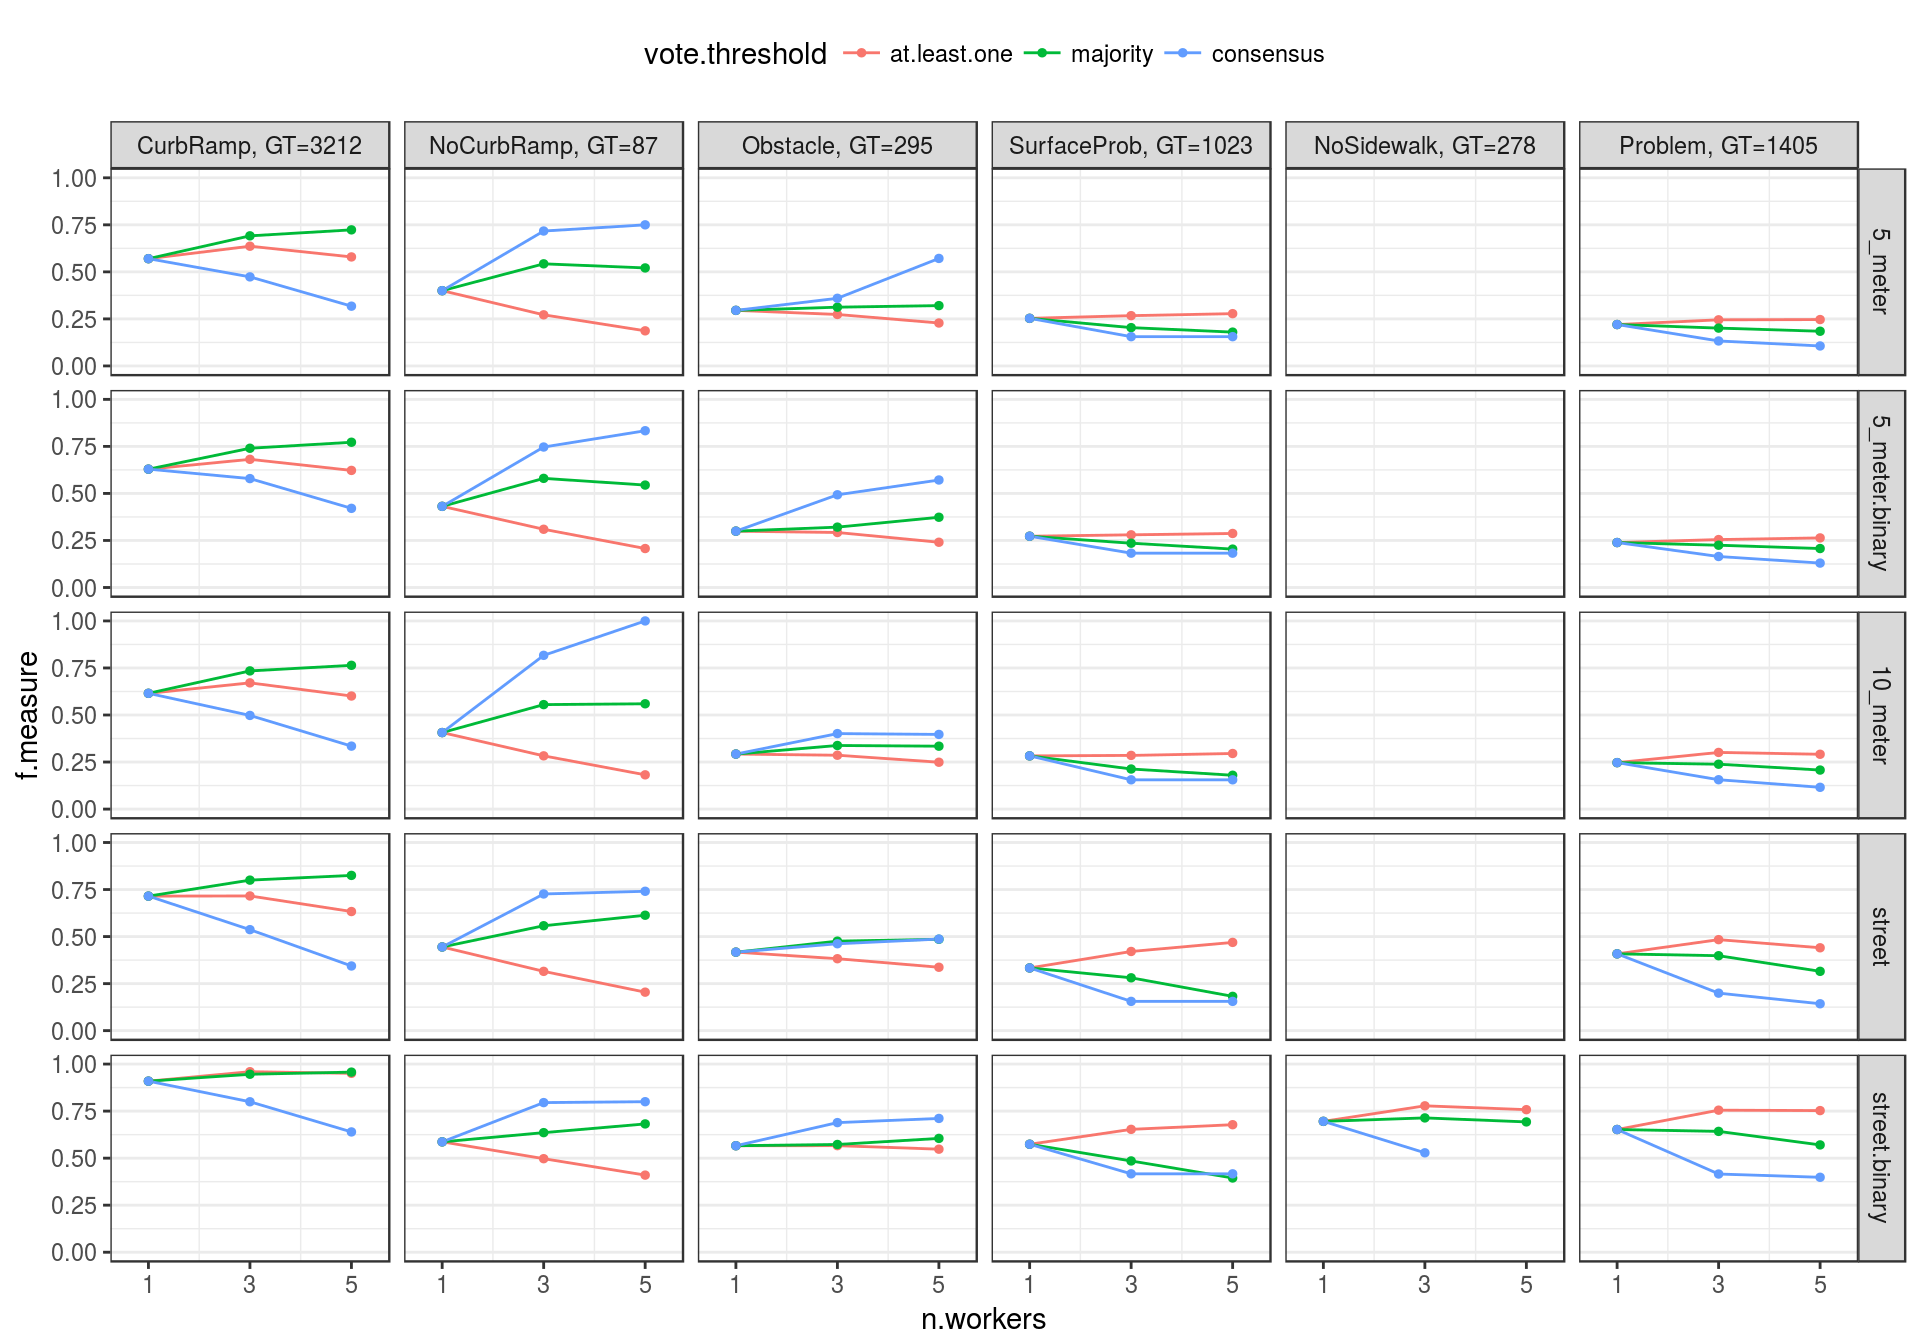 vote.threshold at.least.one majority consensus
CurbRamp, GT=3212 NoCurbRamp, GT=87 Obstacle, GT=295 SurfaceProb, GT=1023 NoSidewalk, GT=278 Problem, GT=1405
1.00
0.75
0.50
0.25
0.00
5_meter
1.00
0.75
0.50
0.25
0.00
5_meter.binary
f.measure
1.00
0.75
0.50
0.25
0.00
10_meter
1.00
0.75
0.50
0.25
0.00
street
1.00
0.75
0.50
0.25
0.00
street.binary
1 3 5 1 3 5 1 3 5 1 3 5 1 3 5 1 3 5
n.workers